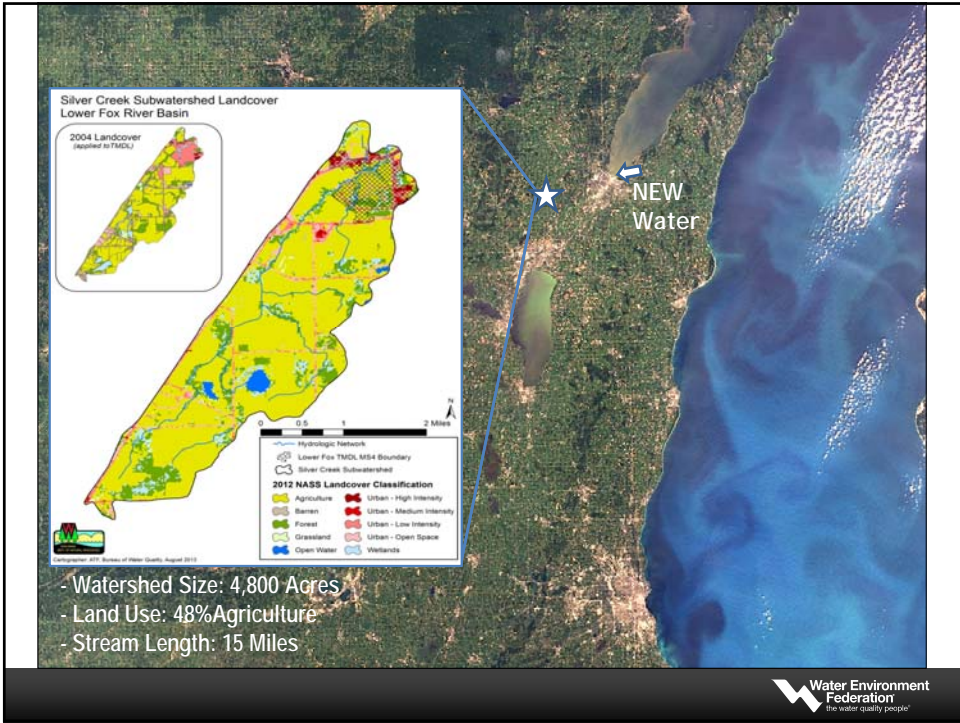 Silver Creek Subwatershed Landcover
Lower Fox River Basin
2004 Landcover
(applied to TMDL)
NEW
Water
N
0 0.5 1 2 Miles
Hydrologic Network
Lower Fox TMDL MS4 Boundary
Silver Creek Subwatershed
2012 NASS Landcover Classification
Agriculture
Barren
Forest
Grassland
Open Water
Urban - High Intensity
Urban - Medium Intensity
Urban - Low Intensity
Urban - Open Space
Wetlands
Cartographer: ATF, Bureau of Water Quality, August 2013
- Watershed Size: 4,800 Acres
- Land Use: 48%Agriculture
- Stream Length: 15 Miles
Water Environment
Federation
the water quality people®